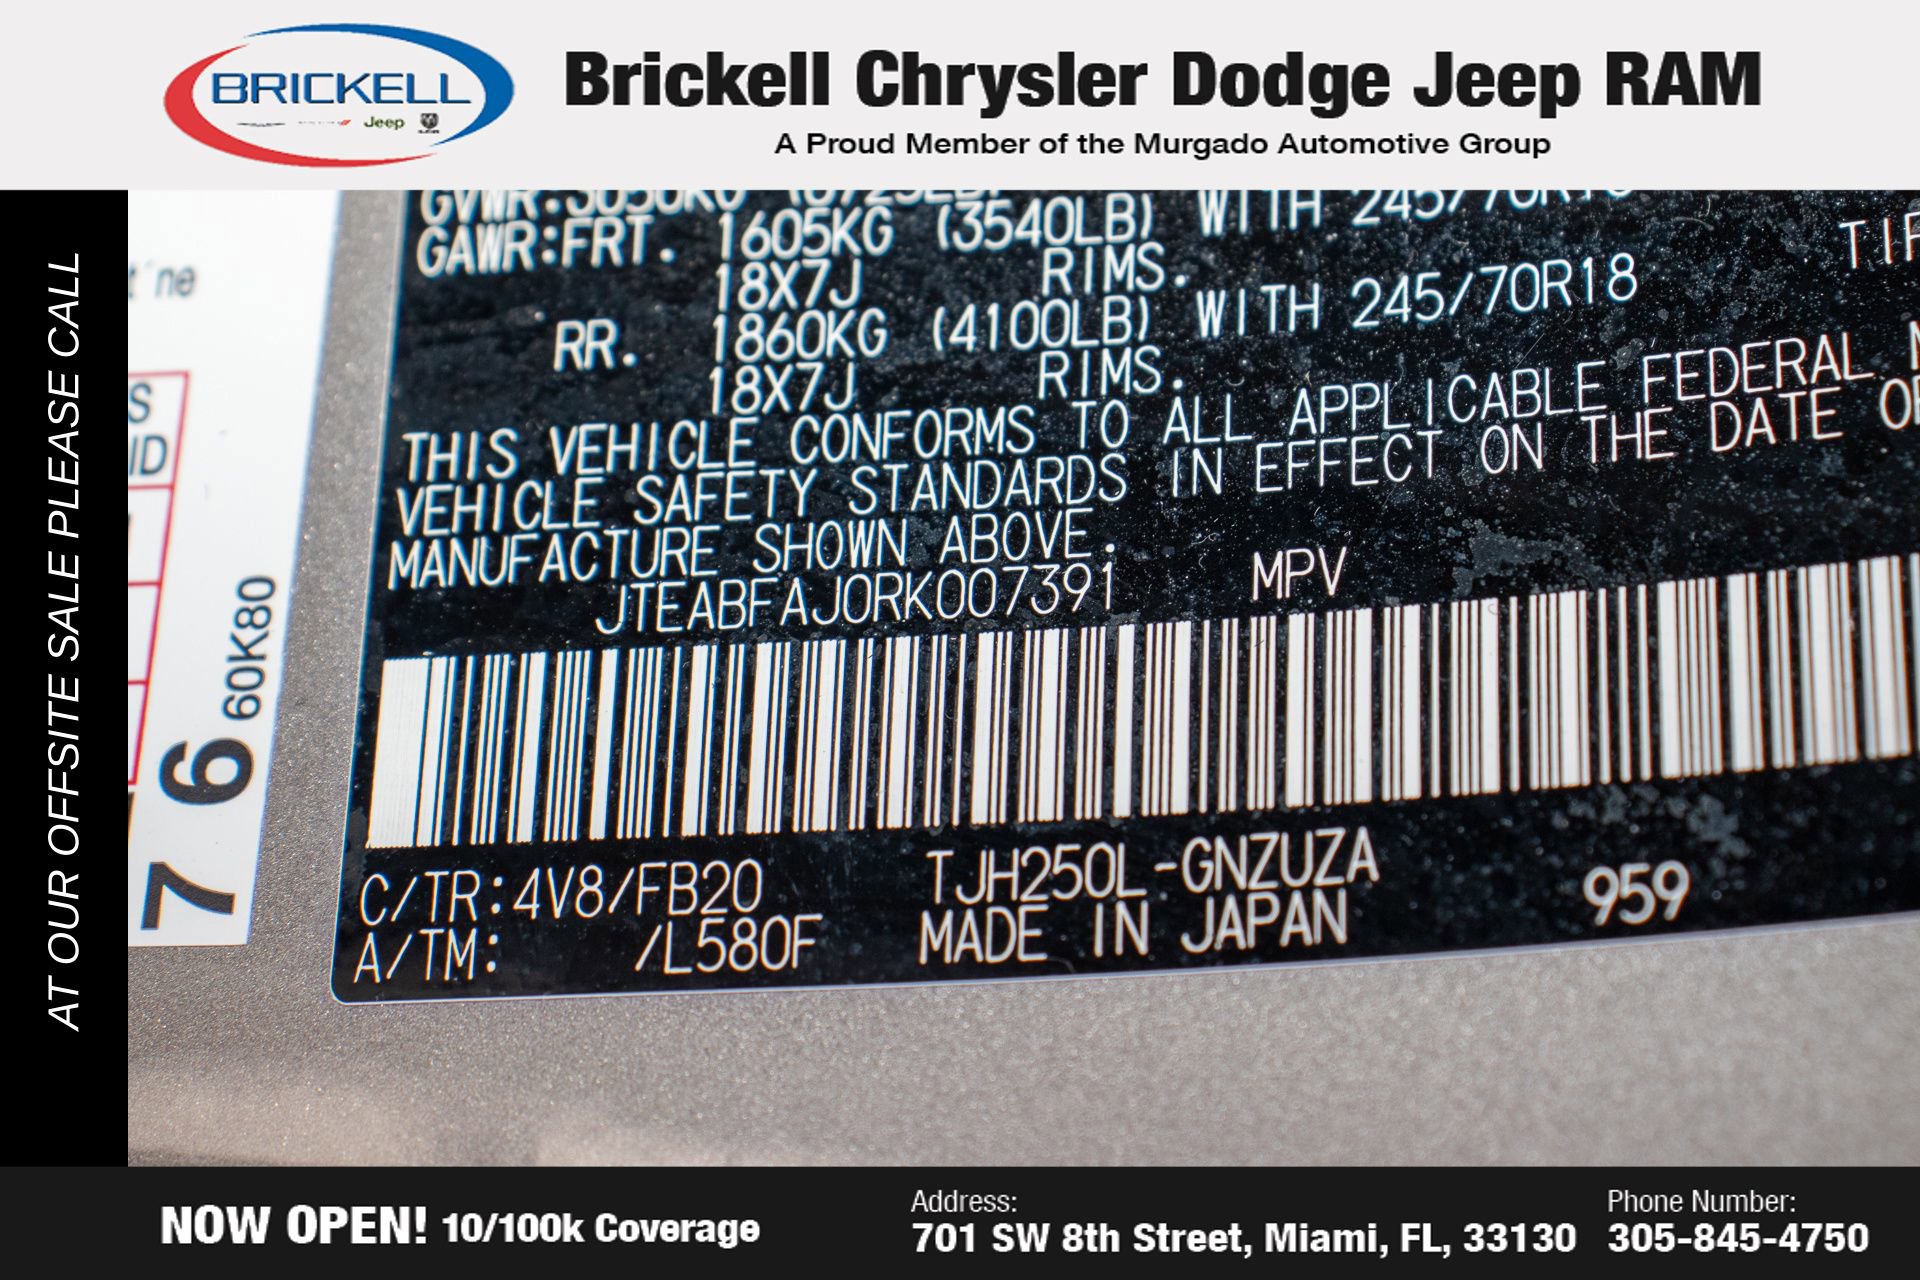 BRICKELL
Jeep
Brickell Chrysler Dodge Jeep RAM
A Proud Member of the Murgado Automotive Group
AT OUR OFFSITE SALE PLEASE CALL
ne
S
ID
60K80
7 6
GAWR:FRT. 1605KG (3540LB) WITH
18X7J RIMS.
RR. 1860KG (4100LB) WITH 245/70R18
18X7J RIMS.
THIS VEHICLE CONFORMS TO ALL APPLICABLE FEDERAL
VEHICLE SAFETY STANDARDS IN EFFECT ON THE DATE
MANUFACTURE SHOWN ABOVE.
JTEABFAJ0RK007391 MPV
C/TR:4V8/FB20 TJH250L-GNZUZA
A/TM: /L580F MADE IN JAPAN 959
NOW OPEN! 10/100k Coverage
Address:
701 SW 8th Street, Miami, FL, 33130
Phone Number:
305-845-4750